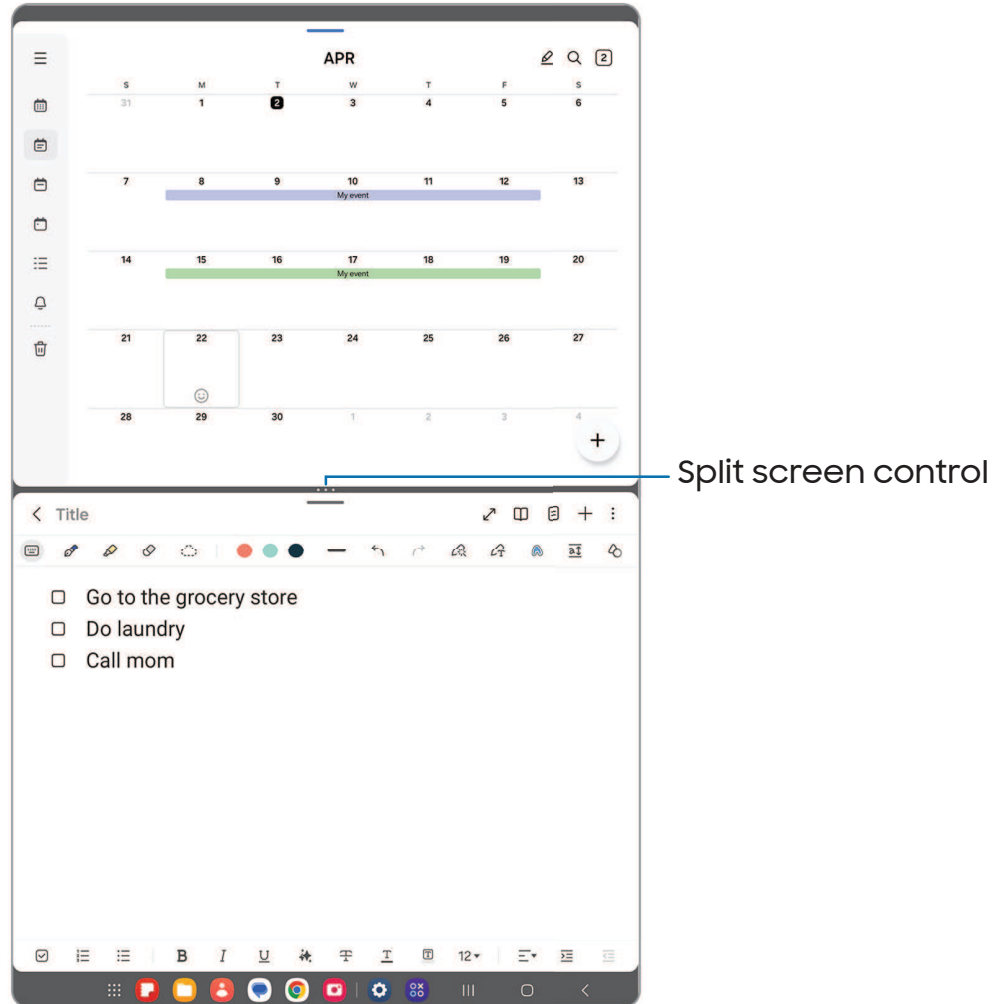 APR
2
S M T W T F S
31 1 2 3 4 5 6
7 8 9 10 11 12 13
My event
14 15 16 17 18 19 20
My event
21 22 23 24 25 26 27
28 29 30 1 2 3 4
+
Split screen control
Title
Go to the grocery store
Do laundry
Call mom
B I U T T T 12